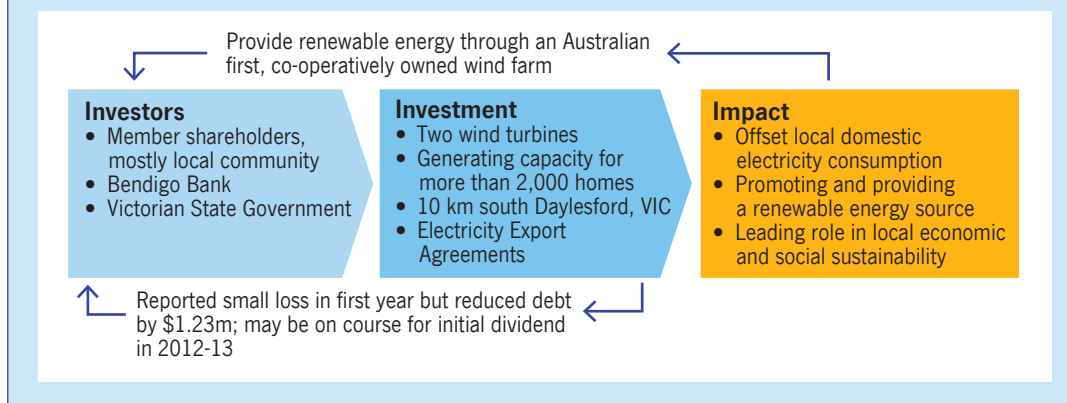 Provide renewable energy through an Australian
first, co-operatively owned wind farm
Investors
• Member shareholders,
mostly local community
• Bendigo Bank
• Victorian State Government
Investment
• Two wind turbines
• Generating capacity for
more than 2,000 homes
• 10 km south Daylesford, VIC
• Electricity Export
Agreements
Impact
• Offset local domestic
electricity consumption
• Promoting and providing
a renewable energy source
• Leading role in local economic
and social sustainability
Reported small loss in first year but reduced debt
by $1.23m; may be on course for initial dividend
in 2012-13